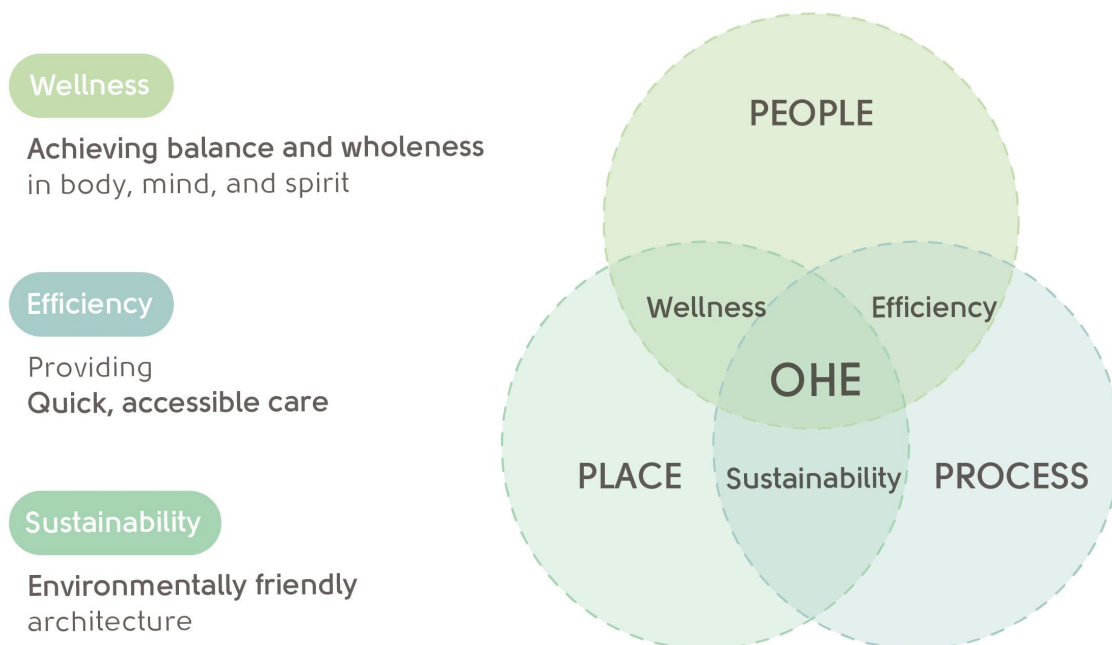 Wellness
Achieving balance and wholeness
in body, mind, and spirit
Efficiency
Providing
Quick, accessible care
Sustainability
Environmentally friendly
architecture
PEOPLE
Wellness
Efficiency
OHE
PLACE
Sustainability
PROCESS